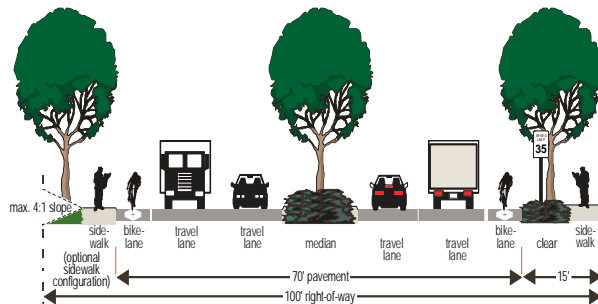 SPEED
LIMIT
35
max. 4:1 slope
side-
walk
(optional
sidewalk
configuration)
bike-
lane
travel
lane
travel
lane
median
travel
lane
travel
lane
bike-
lane
clear
side-
walk
70' pavement
15'
100' right-of-way